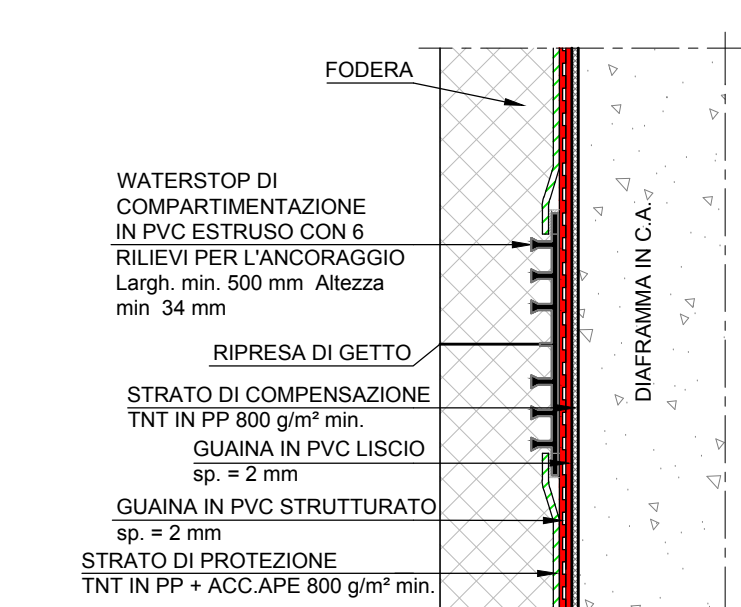 FODERA
WATERSTOP DI
COMPARTIMENTAZIONE
IN PVC ESTRUSO CON 6
RILIEVI PER L'ANCORAGGIO
Largh. min. 500 mm Altezza
min 34 mm
RIPRESA DI GETTO
STRATO DI COMPENSAZIONE
TNT IN PP 800 g/m² min.
GUAINA IN PVC LISCIO
sp. = 2 mm
GUAINA IN PVC STRUTTURATO
sp. = 2 mm
STRATO DI PROTEZIONE
TNT IN PP + ACC.APE 800 g/m² min.
DIAFRAMMA IN C.A.